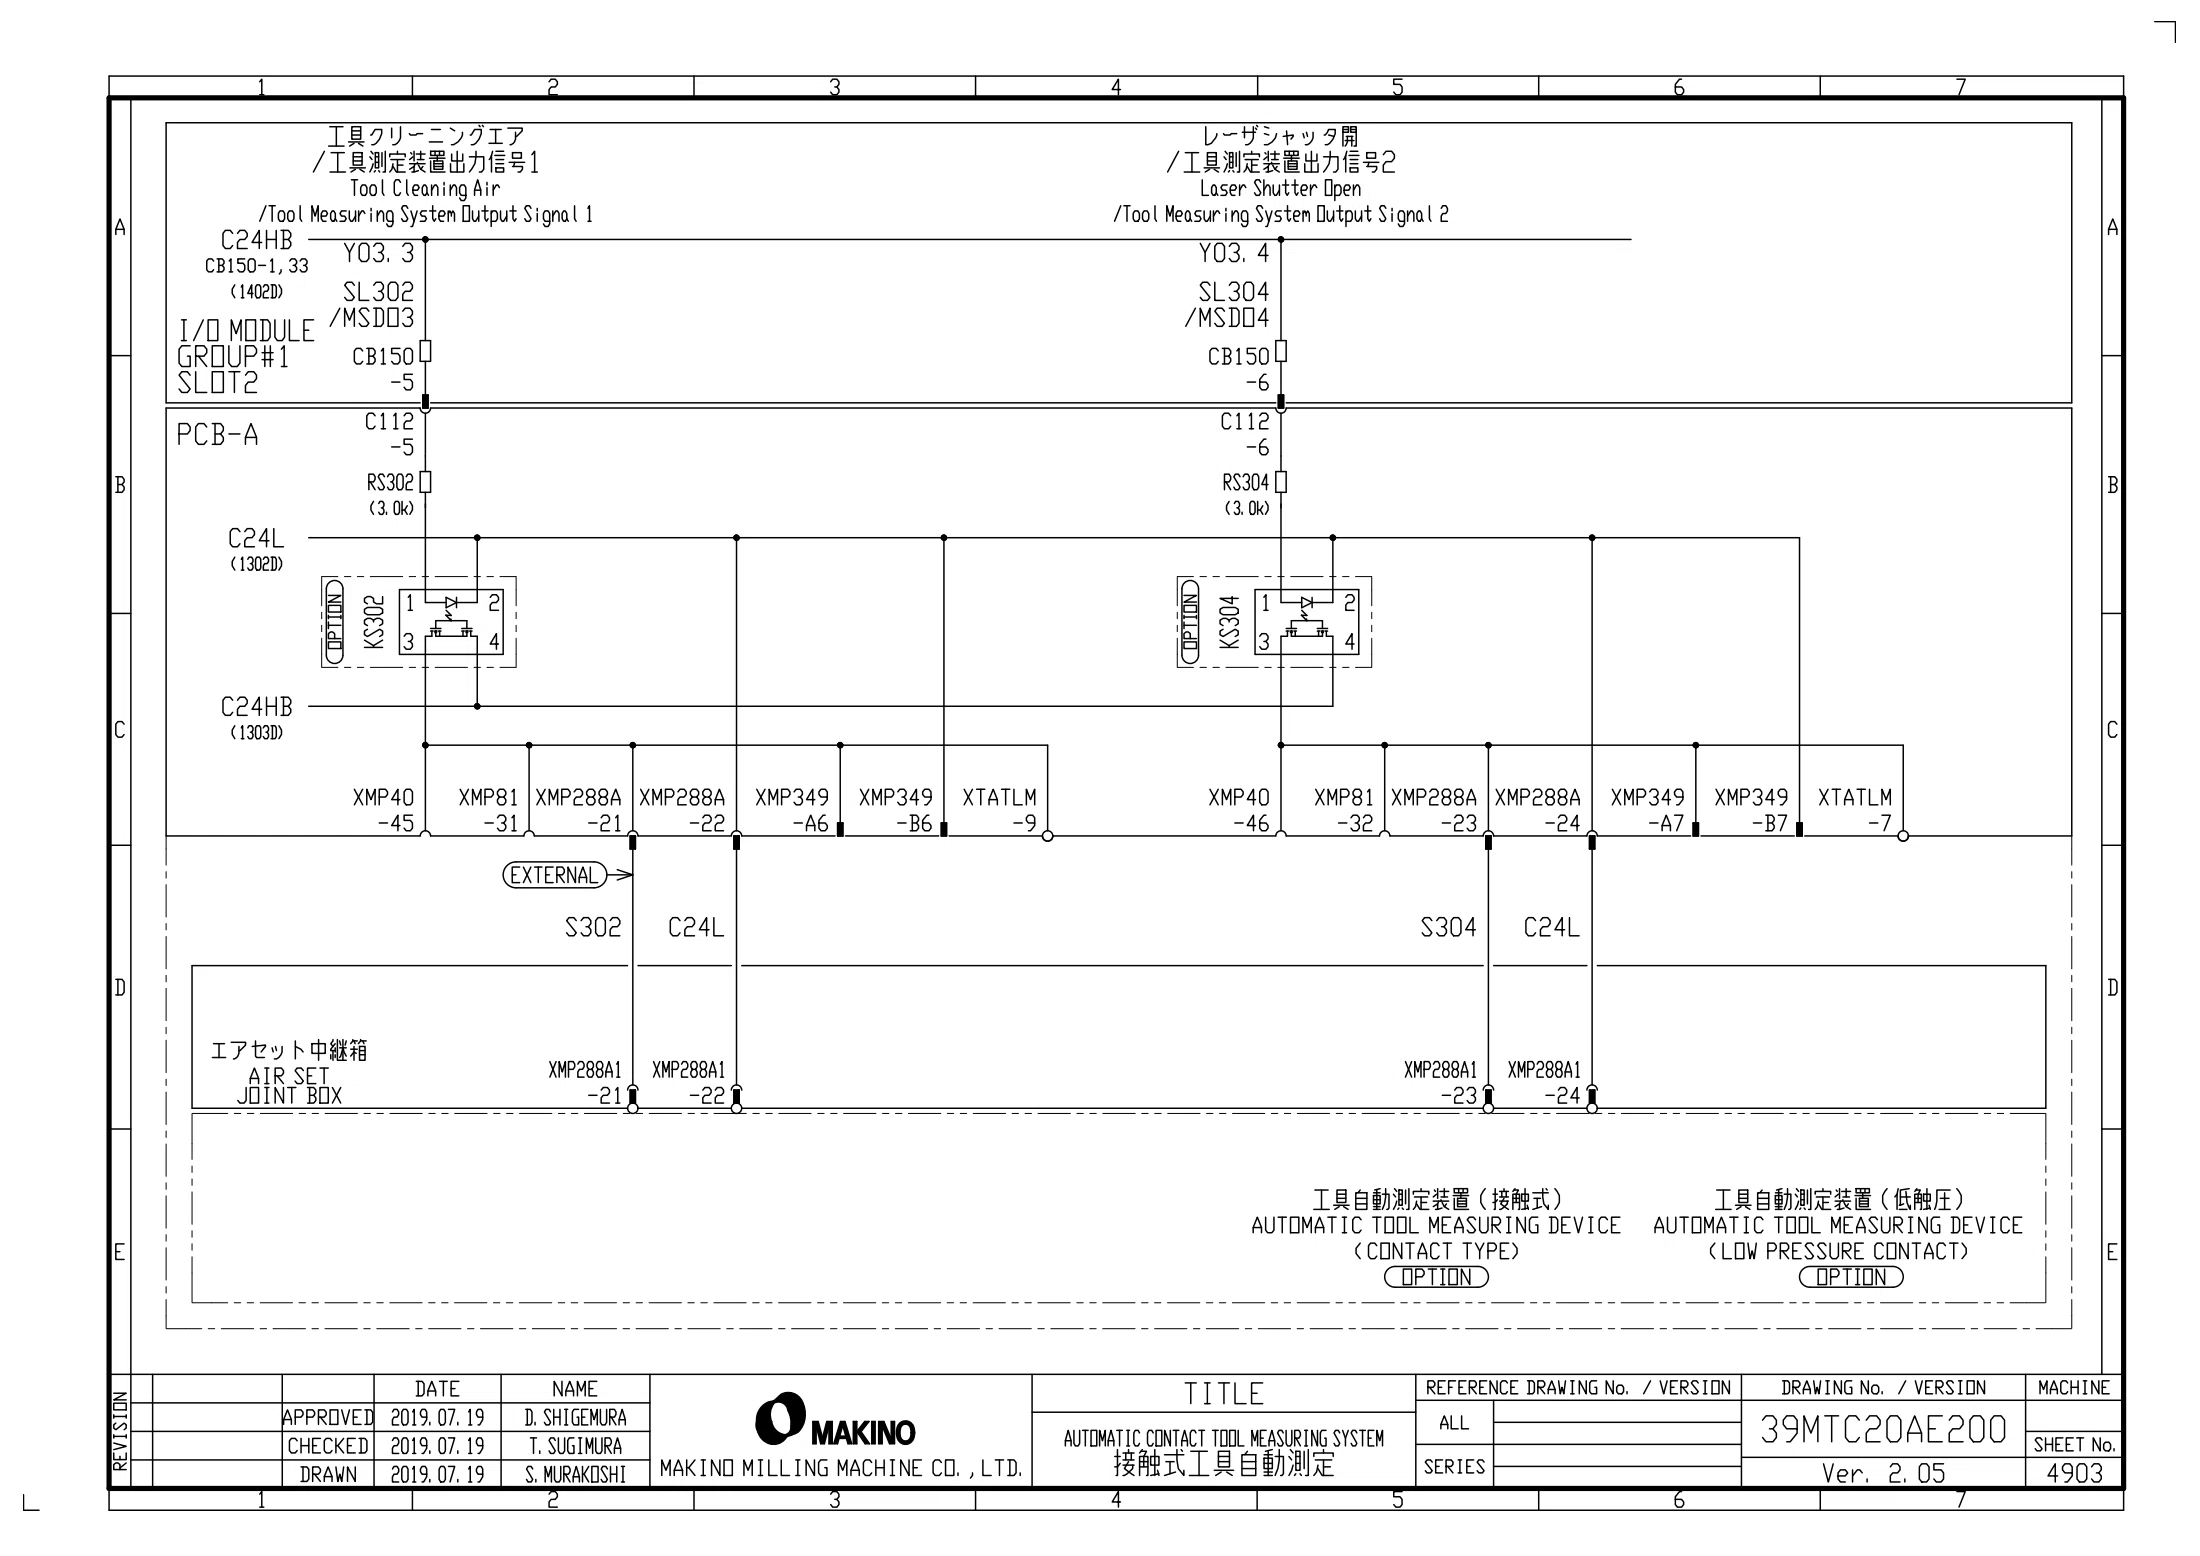 1 2 3 4 5 6 7
工具クリーニングエア
/工具測定装置出力信号1
Tool Cleaning Air
/Tool Measuring System Output Signal 1
レーザシャッタ開
/工具測定装置出力信号2
Laser Shutter Open
/Tool Measuring System Output Signal 2
A A
C24HB
CB150-1,33
(1402D)
Y03.3
SL302
/MSD03
Y03.4
SL304
/MSD04
I/O MODULE
GROUP#1
SLOT2
CB150
-5
CB150
-6
PCB-A
C112
-5
C112
-6
B B
RS302
(3.0k)
RS304
(3.0k)
C24L
(1302D)
OPTION
KS302
1 2
3 4
OPTION
KS304
1 2
3 4
C24HB
(1303D)
C C
XMP40
-45
XMP81
-31
XMP288A
-21
XMP288A
-22
XMP349
-A6
XMP349
-B6
XTATLM
-9
XMP40
-46
XMP81
-32
XMP288A
-23
XMP288A
-24
XMP349
-A7
XMP349
-B7
XTATLM
-7
EXTERNAL
S302 C24L S304 C24L
D D
エアセット中継箱
AIR SET
JOINT BOX
XMP288A1
-21
XMP288A1
-22
XMP288A1
-23
XMP288A1
-24
工具自動測定装置(接触式)
AUTOMATIC TOOL MEASURING DEVICE
(CONTACT TYPE)
OPTION
工具自動測定装置(低触圧)
AUTOMATIC TOOL MEASURING DEVICE
(LOW PRESSURE CONTACT)
OPTION
E E
REVISION
DATE NAME
APPROVED 2019.07.19 D. SHIGEMURA
CHECKED 2019.07.19 T. SUGIMURA
DRAWN 2019.07.19 S. MURAKOSHI
MAKINO
MAKINO MILLING MACHINE CO.,LTD.
TITLE
AUTOMATIC CONTACT TOOL MEASURING SYSTEM
接触式工具自動測定
REFERENCE DRAWING No. / VERSION
ALL
SERIES
DRAWING No. / VERSION
39MTC20AE200
Ver. 2.05
MACHINE
SHEET No.
4903
1 2 3 4 5 6 7